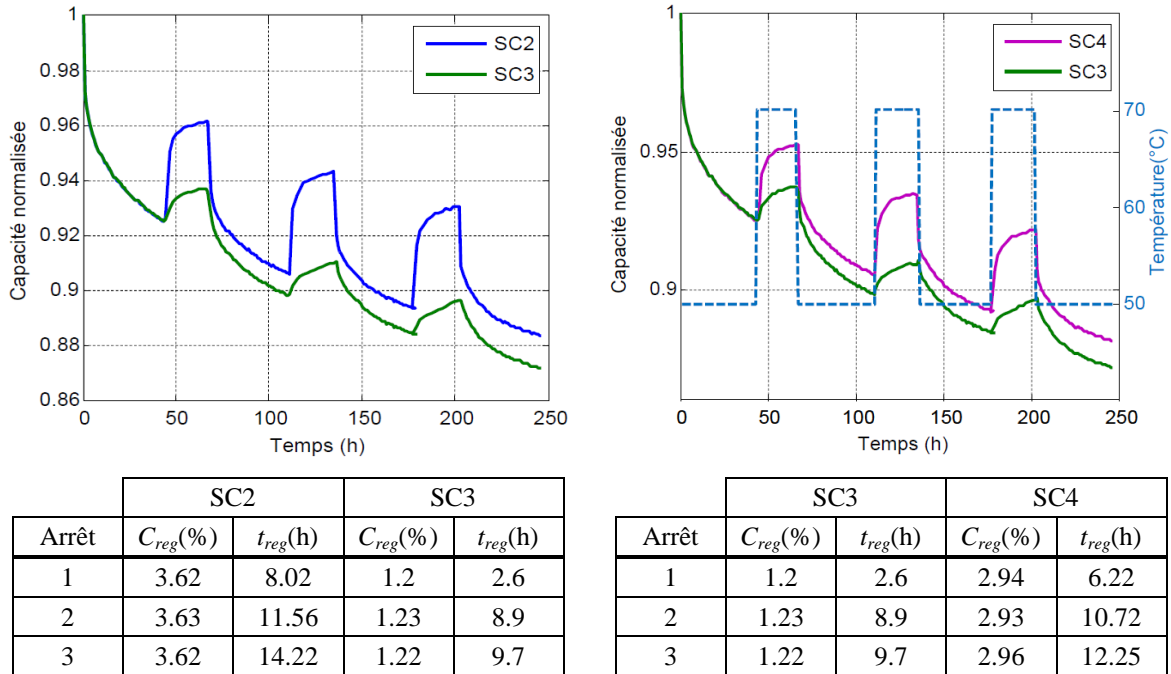 1
0.98
0.96
0.94
0.92
0.9
0.88
0.86
Capacité normalisée
SC2
SC3
0 50 100 150 200 250
Temps (h)
1
0.95
0.9
Capacité normalisée
SC4
SC3
70
60
50
Température(°C)
0 50 100 150 200 250
Temps (h)
SC2 SC3
Arrêt Creg(%) treg(h) Creg(%) treg(h)
1 3.62 8.02 1.2 2.6
2 3.63 11.56 1.23 8.9
3 3.62 14.22 1.22 9.7
SC3 SC4
Arrêt Creg(%) treg(h) Creg(%) treg(h)
1 1.2 2.6 2.94 6.22
2 1.23 8.9 2.93 10.72
3 1.22 9.7 2.96 12.25